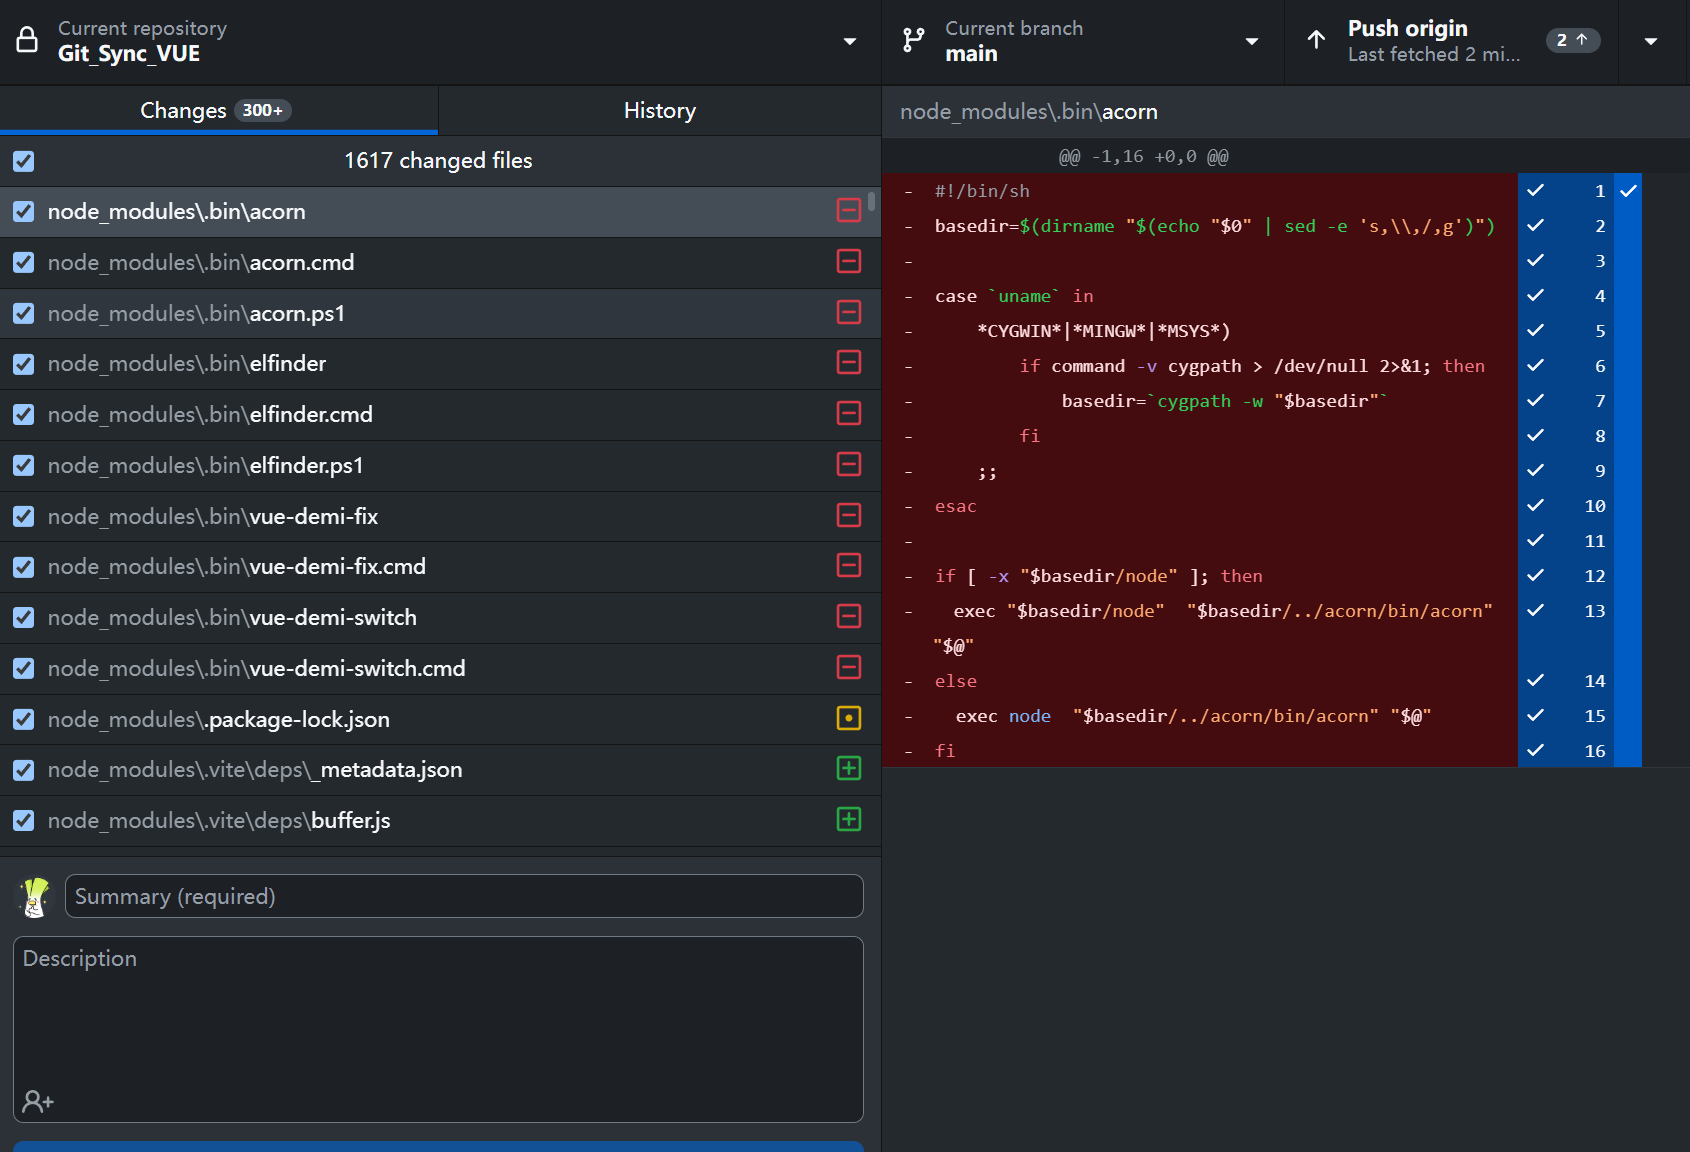 Current repository
Git_Sync_VUE
Current branch
main
Push origin
Last fetched 2 mi...
2
Changes 300+
History
1617 changed files
node_modules\.bin\acorn
node_modules\.bin\acorn.cmd
node_modules\.bin\acorn.ps1
node_modules\.bin\elfinder
node_modules\.bin\elfinder.cmd
node_modules\.bin\elfinder.ps1
node_modules\.bin\vue-demi-fix
node_modules\.bin\vue-demi-fix.cmd
node_modules\.bin\vue-demi-switch
node_modules\.bin\vue-demi-switch.cmd
node_modules\.package-lock.json
node_modules\.vite\deps\_metadata.json
node_modules\.vite\deps\buffer.js
Summary (required)
Description
node_modules\.bin\acorn
@@ -1,16 +0,0 @@
- #!/bin/sh 1
- basedir=$(dirname "$(echo "$0" | sed -e 's,\\,/,g')") 2
- 3
- case `uname` in 4
- *CYGWIN*|*MINGW*|*MSYS*) 5
- if command -v cygpath > /dev/null 2>&1; then 6
- basedir=`cygpath -w "$basedir"` 7
- fi 8
- ;; 9
- esac 10
- 11
- if [ -x "$basedir/node" ]; then 12
- exec "$basedir/node"  "$basedir/../acorn/bin/acorn" 13
"$@"
- else 14
- exec node  "$basedir/../acorn/bin/acorn" "$@" 15
- fi 16